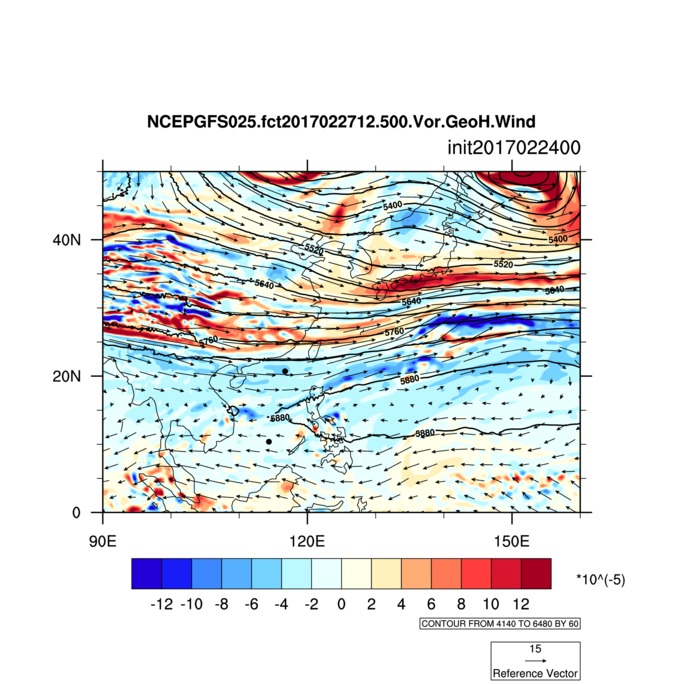 NCEPGFS025.fct2017022712.500.Vor.GeoH.Wind
init2017022400
5400
40N
5400
5520
5520
5640
5640
5640
5760
5760
20N
5880
5880
5880
0
90E 120E 150E
-12 -10 -8 -6 -4 -2 0 2 4 6 8 10 12
*10^(-5)
CONTOUR FROM 4140 TO 6480 BY 60
15
Reference Vector